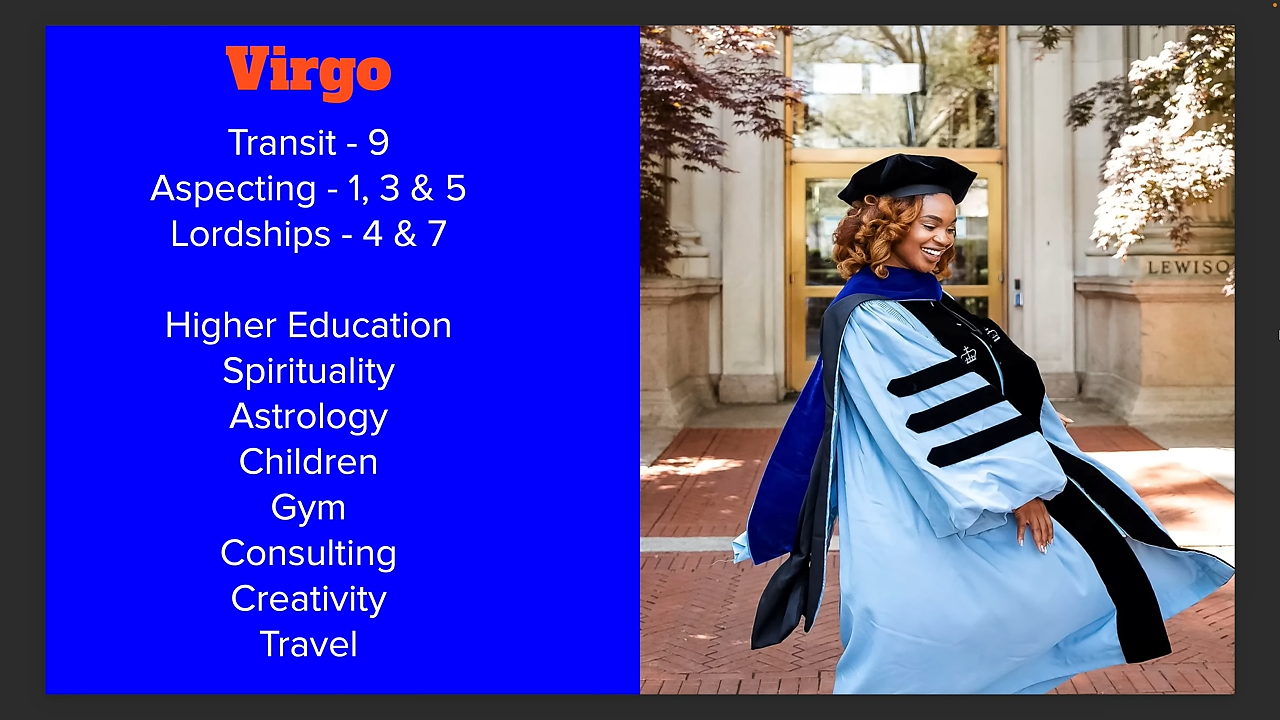 Virgo
Transit - 9
Aspecting - 1, 3 & 5
Lordships - 4 & 7
Higher Education
Spirituality
Astrology
Children
Gym
Consulting
Creativity
Travel
LEWISO